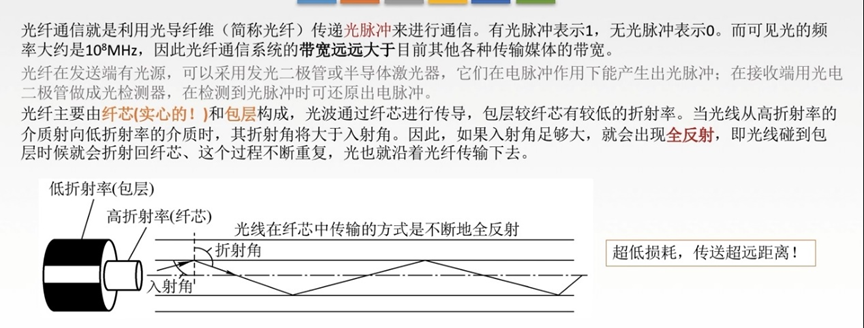 光纤通信就是利用光导纤维（简称光纤）传递光脉冲来进行通信。有光脉冲表示1，无光脉冲表示0。而可见光的频
率大约是10⁸MHz，因此光纤通信系统的带宽远远大于目前其他各种传输媒体的带宽。
光纤在发送端有光源，可以采用发光二极管或半导体激光器，它们在电脉冲作用下能产生出光脉冲；在接收端用光电
二极管做成光检测器，在检测到光脉冲时可还原出电脉冲。
光纤主要由纤芯(实心的！)和包层构成，光波通过纤芯进行传导，包层较纤芯有较低的折射率。当光线从高折射率的
介质射向低折射率的介质时，其折射角将大于入射角。因此，如果入射角足够大，就会出现全反射，即光线碰到包
层时候就会折射回纤芯、这个过程不断重复，光也就沿着光纤传输下去。
低折射率(包层)
高折射率(纤芯)
光线在纤芯中传输的方式是不断地全反射
折射角
入射角
超低损耗，传送超远距离！